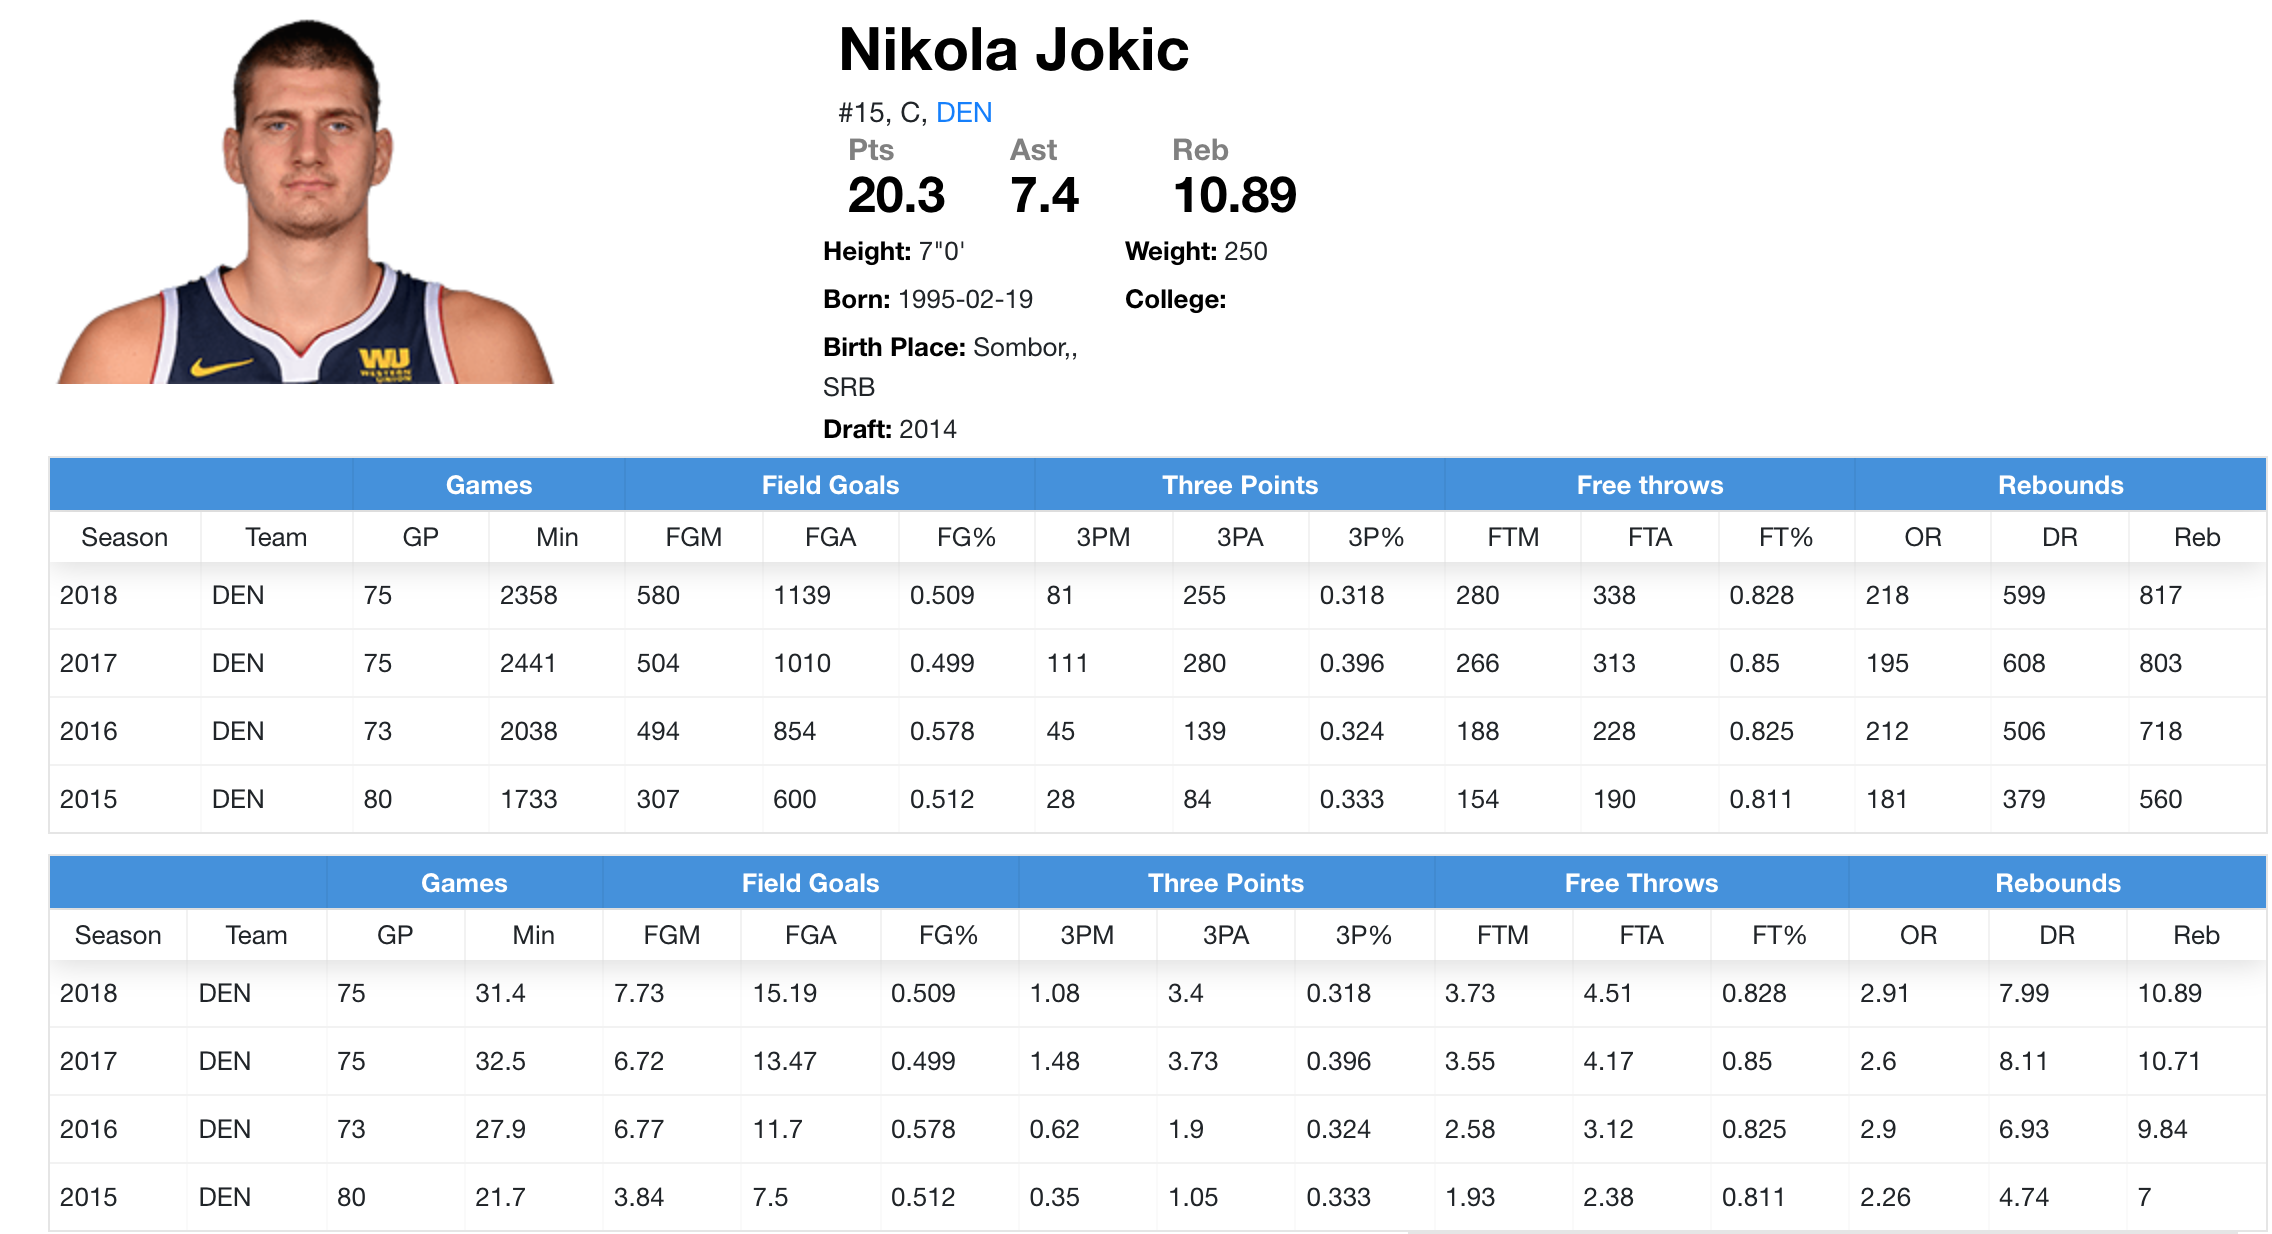 Nikola Jokic
#15, C, DEN
Pts Ast Reb
20.3 7.4 10.89
Height: 7"0' Weight: 250
Born: 1995-02-19 College:
Birth Place: Sombor,,
SRB
Draft: 2014
WU
WESTERN
UNION
Games Field Goals Three Points Free throws Rebounds
Season Team GP Min FGM FGA FG% 3PM 3PA 3P% FTM FTA FT% OR DR Reb
2018 DEN 75 2358 580 1139 0.509 81 255 0.318 280 338 0.828 218 599 817
2017 DEN 75 2441 504 1010 0.499 111 280 0.396 266 313 0.85 195 608 803
2016 DEN 73 2038 494 854 0.578 45 139 0.324 188 228 0.825 212 506 718
2015 DEN 80 1733 307 600 0.512 28 84 0.333 154 190 0.811 181 379 560
Games Field Goals Three Points Free Throws Rebounds
Season Team GP Min FGM FGA FG% 3PM 3PA 3P% FTM FTA FT% OR DR Reb
2018 DEN 75 31.4 7.73 15.19 0.509 1.08 3.4 0.318 3.73 4.51 0.828 2.91 7.99 10.89
2017 DEN 75 32.5 6.72 13.47 0.499 1.48 3.73 0.396 3.55 4.17 0.85 2.6 8.11 10.71
2016 DEN 73 27.9 6.77 11.7 0.578 0.62 1.9 0.324 2.58 3.12 0.825 2.9 6.93 9.84
2015 DEN 80 21.7 3.84 7.5 0.512 0.35 1.05 0.333 1.93 2.38 0.811 2.26 4.74 7